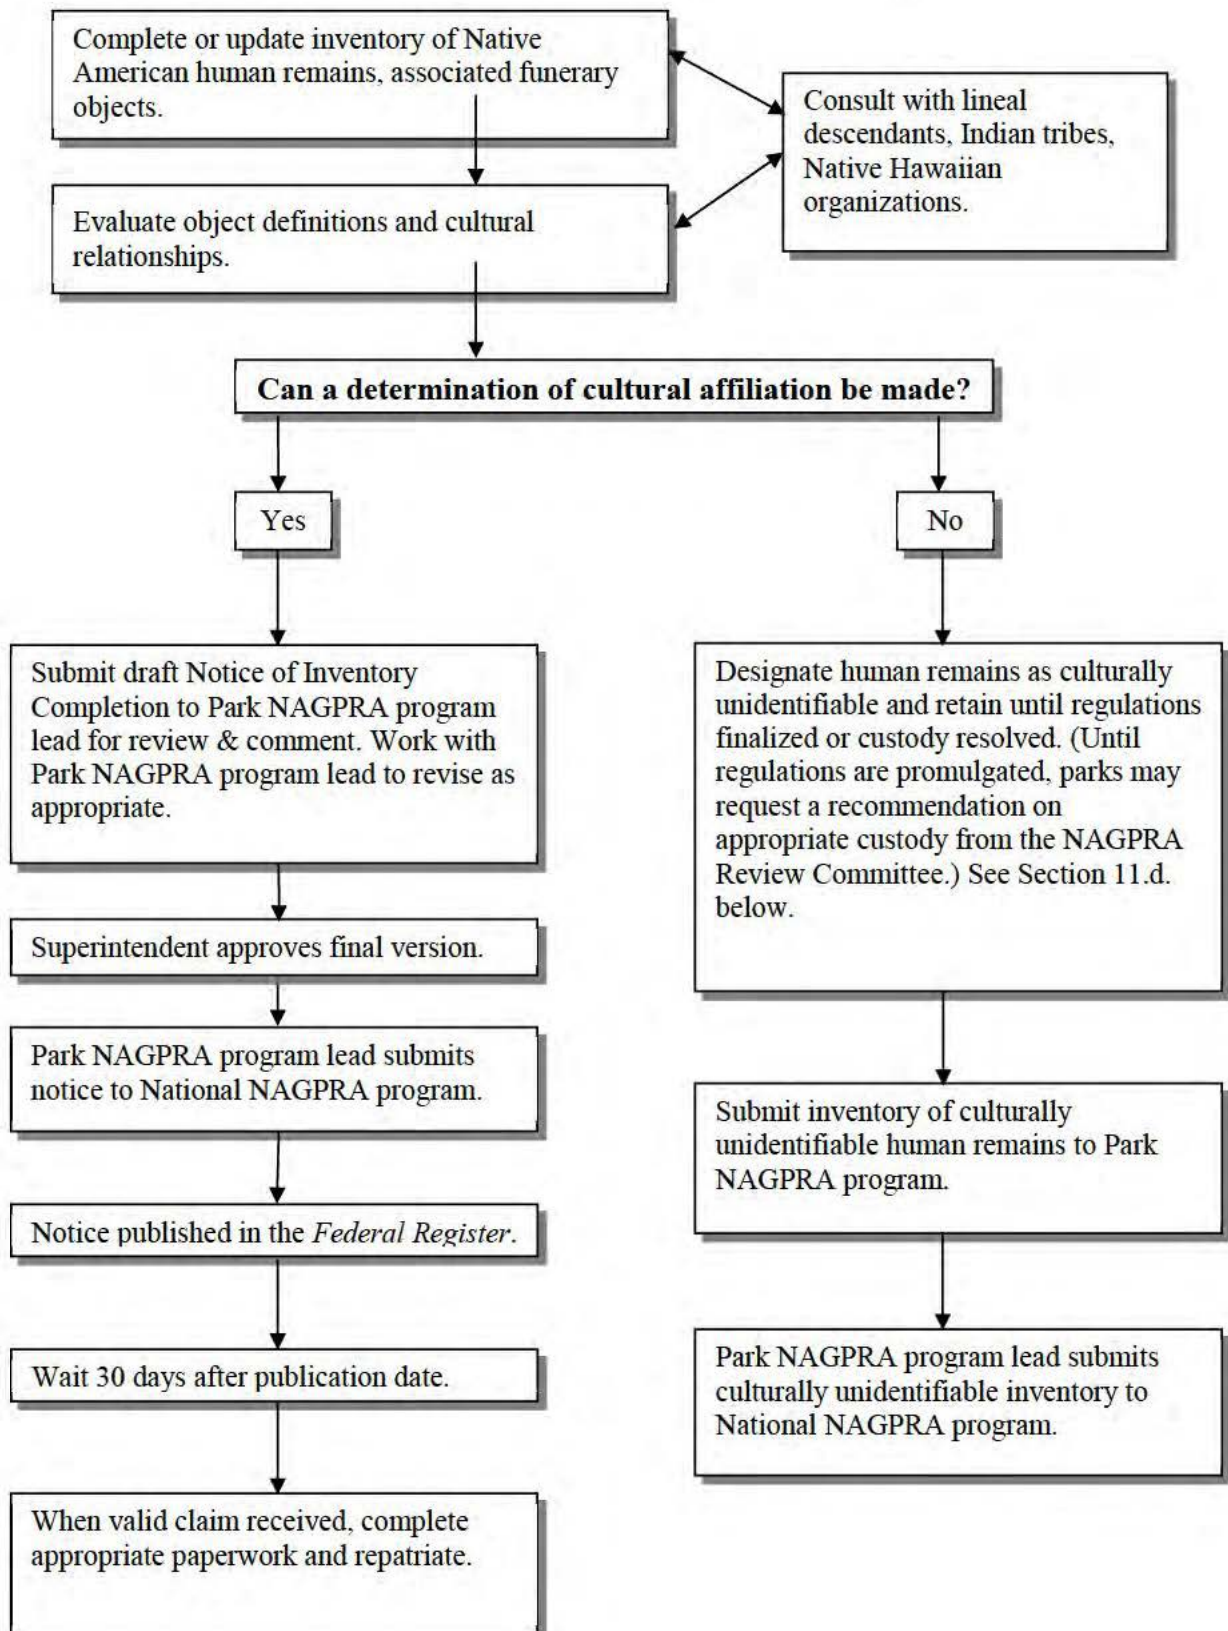 Complete or update inventory of Native
American human remains, associated funerary
objects.
Consult with lineal
descendants, Indian tribes,
Native Hawaiian
organizations.
Evaluate object definitions and cultural
relationships.
Can a determination of cultural affiliation be made?
Yes
No
Submit draft Notice of Inventory
Completion to Park NAGPRA program
lead for review & comment. Work with
Park NAGPRA program lead to revise as
appropriate.
Superintendent approves final version.
Park NAGPRA program lead submits
notice to National NAGPRA program.
Notice published in the Federal Register.
Wait 30 days after publication date.
When valid claim received, complete
appropriate paperwork and repatriate.
Designate human remains as culturally
unidentifiable and retain until regulations
finalized or custody resolved. (Until
regulations are promulgated, parks may
request a recommendation on
appropriate custody from the NAGPRA
Review Committee.) See Section 11.d.
below.
Submit inventory of culturally
unidentifiable human remains to Park
NAGPRA program.
Park NAGPRA program lead submits
culturally unidentifiable inventory to
National NAGPRA program.